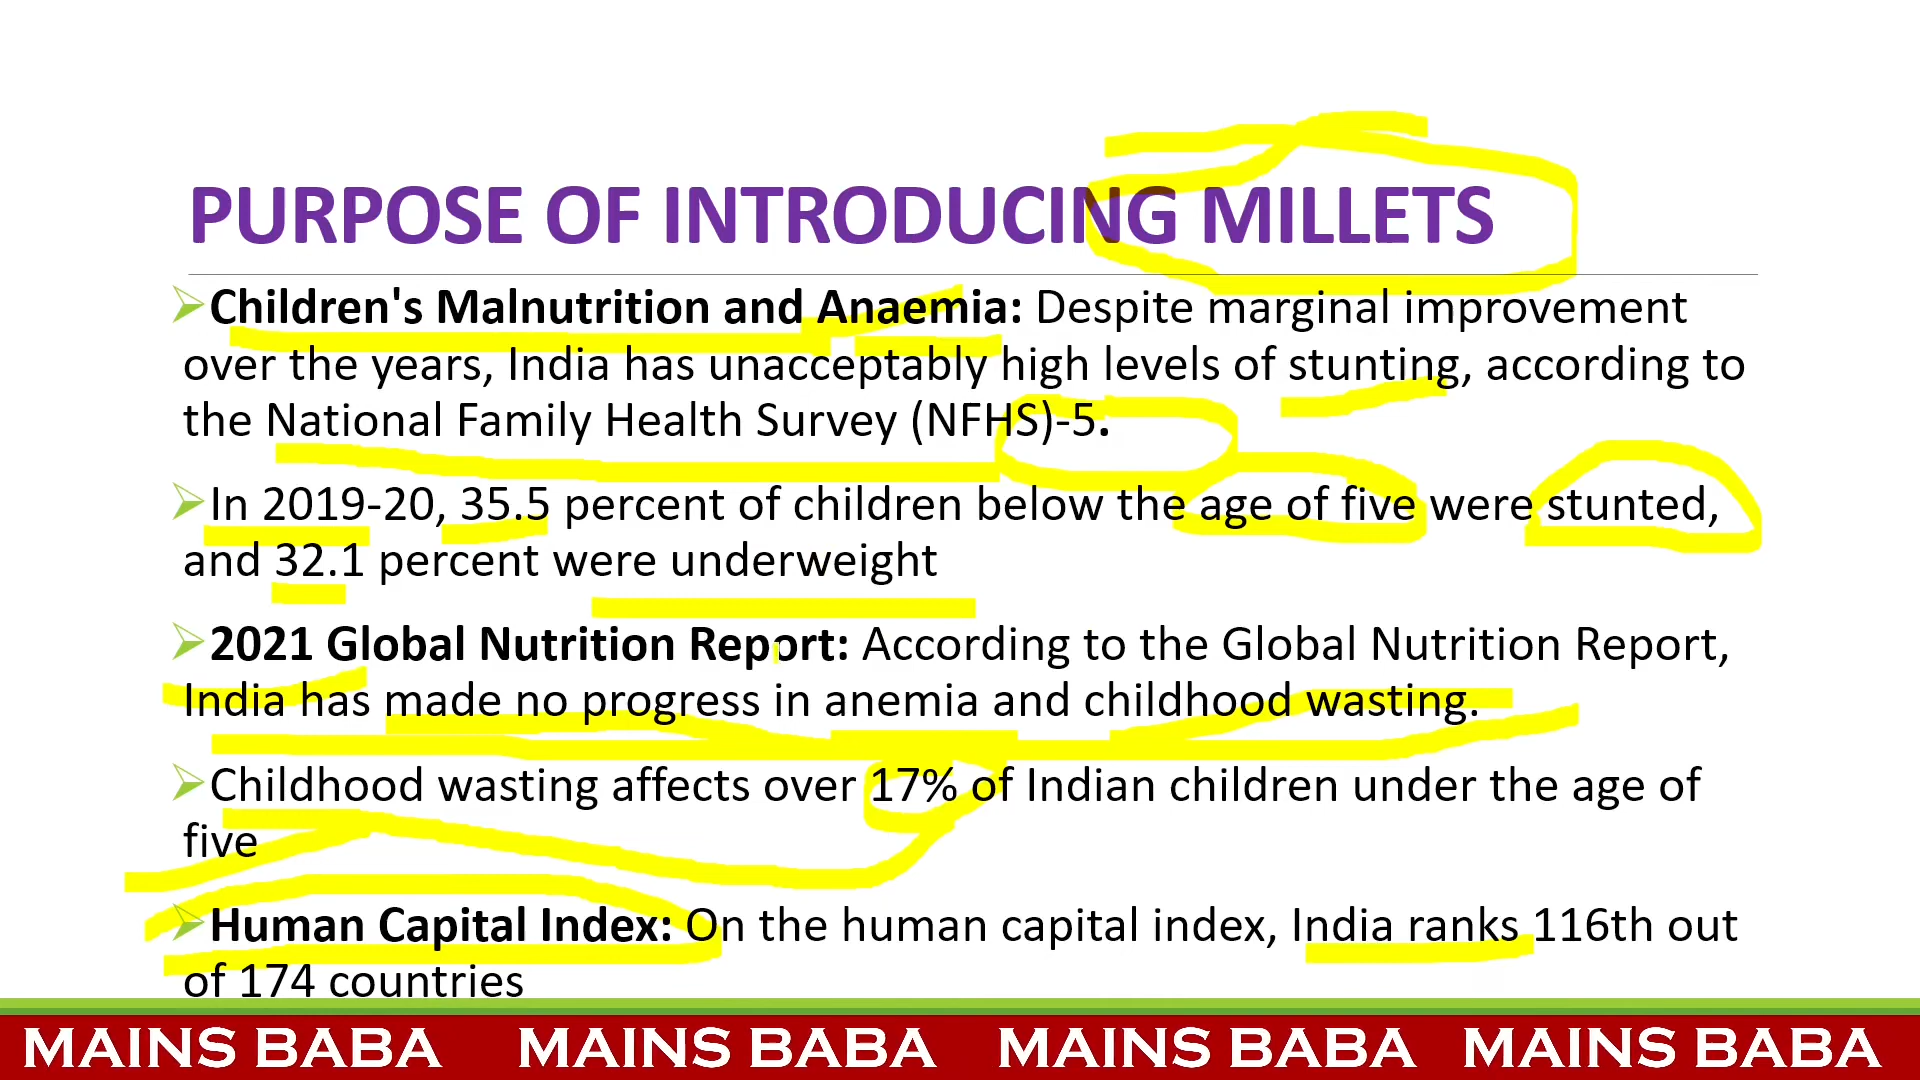 PURPOSE OF INTRODUCING MILLETS
Children's Malnutrition and Anaemia: Despite marginal improvement
over the years, India has unacceptably high levels of stunting, according to
the National Family Health Survey (NFHS)-5.
In 2019-20, 35.5 percent of children below the age of five were stunted,
and 32.1 percent were underweight
2021 Global Nutrition Report: According to the Global Nutrition Report,
India has made no progress in anemia and childhood wasting.
Childhood wasting affects over 17% of Indian children under the age of
five
Human Capital Index: On the human capital index, India ranks 116th out
of 174 countries
MAINS BABA MAINS BABA MAINS BABA MAINS BABA